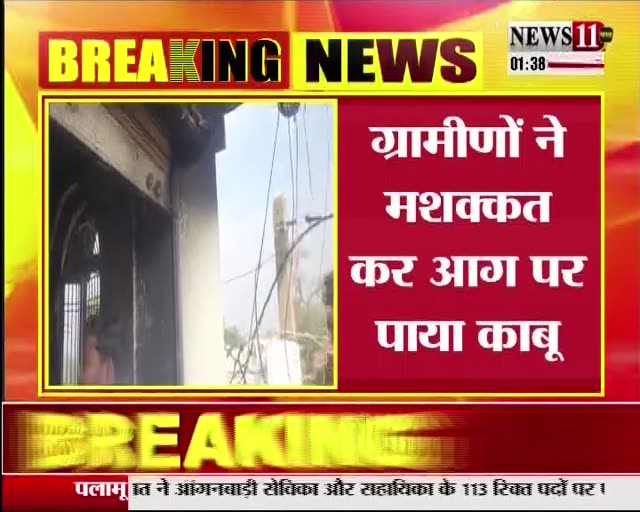 BREAKING NEWS
NEWS 11
01:38
ग्रामीणों ने
मशक्कत
कर आग पर
पाया काबू
BREAKING
पलामू
ने आंगनबाड़ी सेविका और सहायिका के 113 रिक्त पदों पर